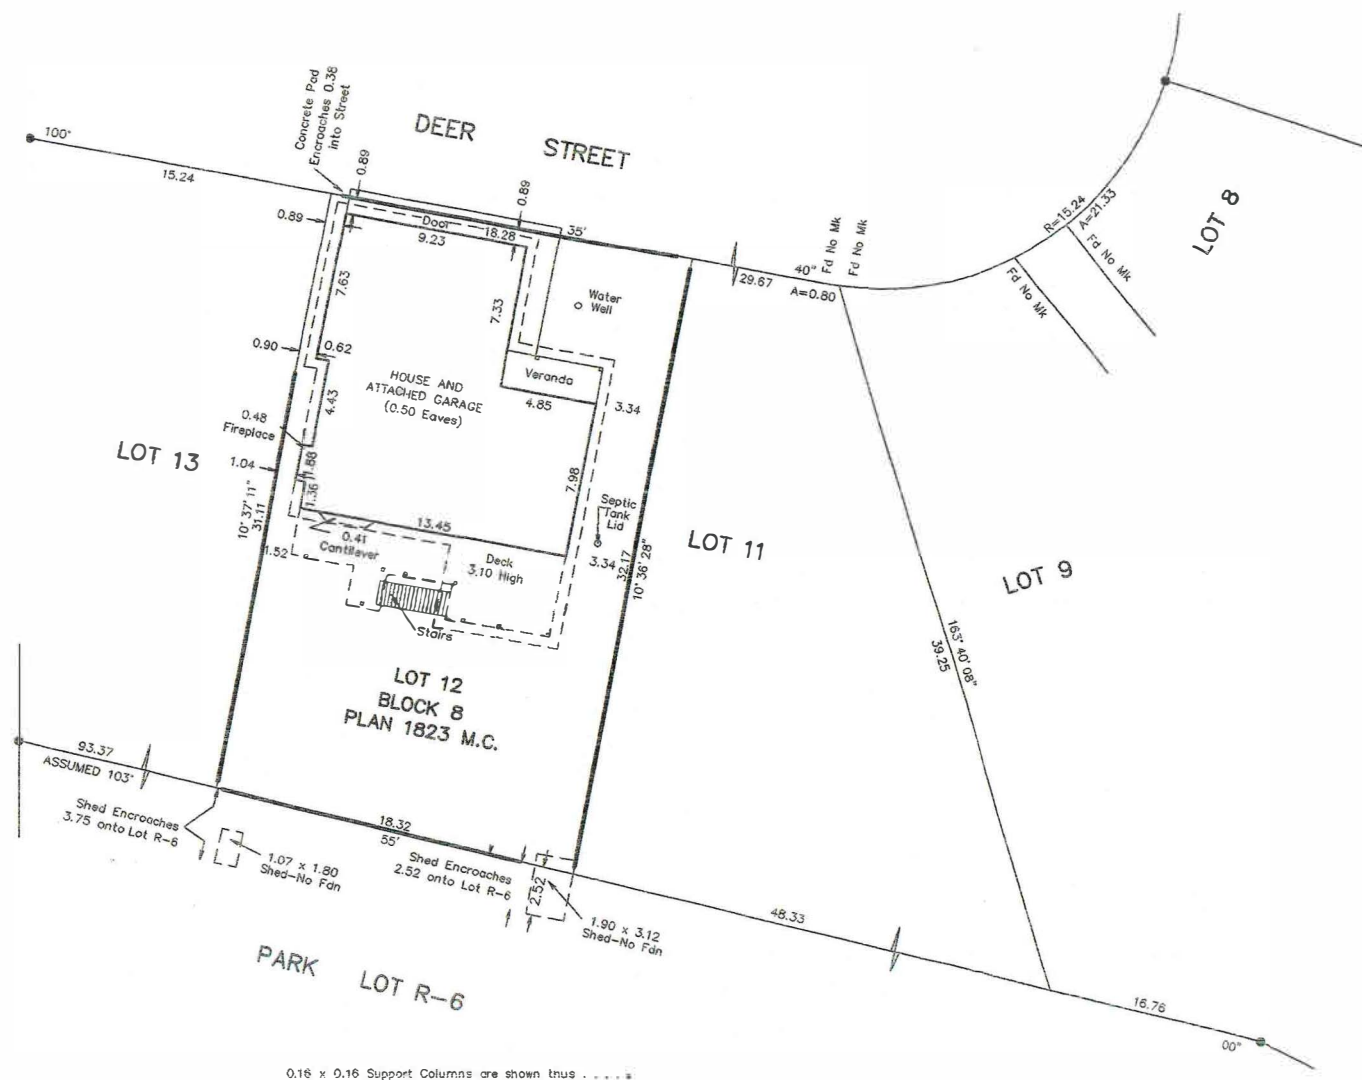 DEER STREET
Concrete Pad
Encroaches 0.38
into Street
100°
15.24
0.89
0.89
0.89
35'
Door
18.28
9.23
7.63
7.33
Water
Well
29.67
40"
A=0.80
Fd No Mk
Fd No Mk
R=15.24
A=21.33
Fd No Mk
Fd No Mk
LOT 8
0.90
0.62
HOUSE AND
ATTACHED GARAGE
(0.50 Eaves)
Veranda
4.85
3.34
4.43
0.48
Fireplace
LOT 13
1.04
1.88
1.36
7.98
10° 37' 11"
31.11
13.45
0.41
Cantilever
1.52
Deck
3.10 High
Septic
Tank
Lid
3.34
32.17
10° 36' 28"
LOT 11
LOT 9
Stairs
163° 40' 08"
39.25
LOT 12
BLOCK 8
PLAN 1823 M.C.
93.37
ASSUMED 103°
Shed Encroaches
3.75 onto Lot R-6
1.07 x 1.80
Shed-No Fdn
18.32
55'
Shed Encroaches
2.52 onto Lot R-6
2.52
1.90 x 3.12
Shed-No Fdn
48.33
16.76
00"
PARK LOT R-6
0.16 x 0.16 Support Columns are shown thus . . . .